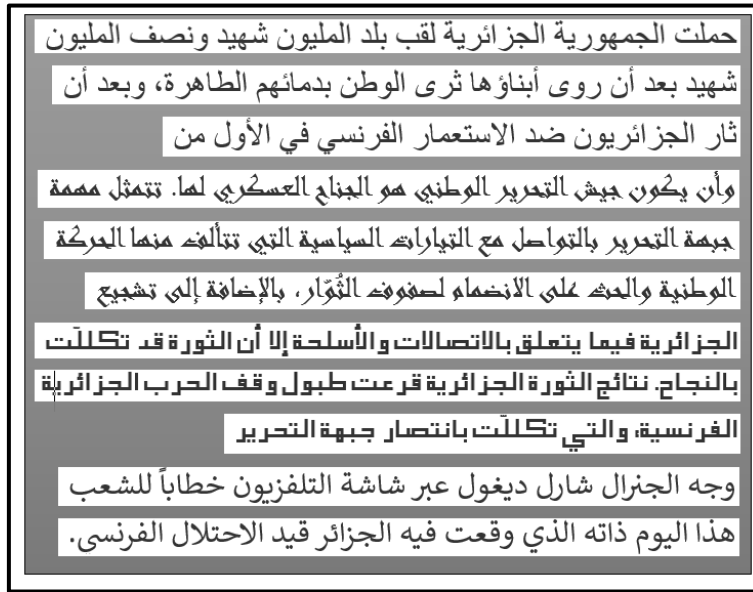 حملت الجمهورية الجزائرية لقب بلد المليون شهيد ونصف المليون
شهيد بعد أن روى أبناؤها ثرى الوطن بدمائهم الطاهرة، وبعد أن
ثار الجزائريون ضد الاستعمار الفرنسي في الأول من
وأن يكون جيش التحرير الوطني هو الجناح العسكري لها. تتمثل مهمة
جبهة التحرير بالتواصل مع التيارات السياسية التي تتألف منها الحركة
الوطنية والحث على الانضمام لصفوف الثُوّار، بالإضافة إلى تشجيع
الجزائرية فيما يتعلق بالاتصالات والأسلحة إلا أن الثورة قد تكللّت
بالنجاح. نتائج الثورة الجزائرية قرعت طبول وقف الحرب الجزائرية
الفرنسية، والتي تكللّت بانتصار جبهة التحرير
وجه الجنرال شارل ديغول عبر شاشة التلفزيون خطاباً للشعب
هذا اليوم ذاته الذي وقعت فيه الجزائر قيد الاحتلال الفرنسي.